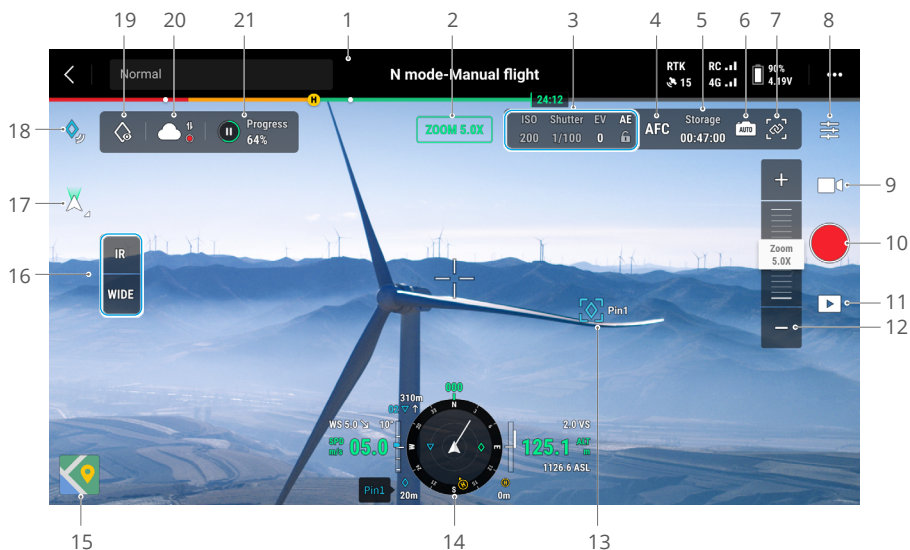 19 20 21 1 2 3 4 5 6 7 8
Normal
N mode-Manual flight
RTK
15
RC
4G
90%
4.19V
H
24:12
Progress
64%
ZOOM 5.0X
ISO Shutter EV AE
200 1/100 0
AFC
Storage
00:47:00
AUTO
18
17
16
IR
WIDE
Zoom
5.0X
9
10
11
12
Pin1
310m
000
WS 5.0 10°
SPD
m/s
05.0
N
E
S
W
2.0 VS
125.1
ALT
m
1126.6 ASL
Pin1
20m
H
0m
15 14 13